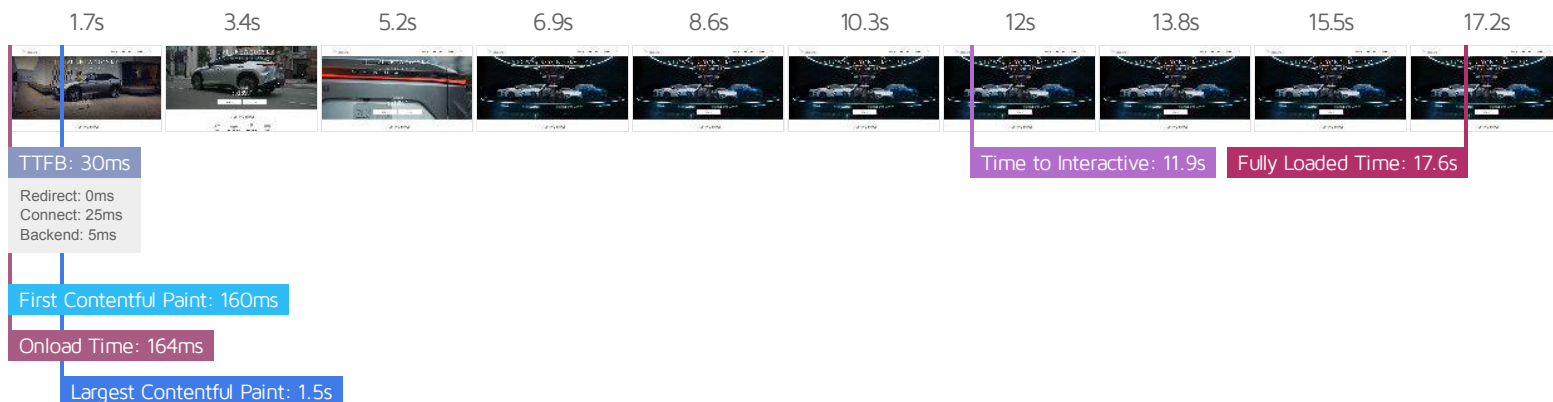 1.7s 3.4s 5.2s 6.9s 8.6s 10.3s 12s 13.8s 15.5s 17.2s
TTFB: 30ms
Time to Interactive: 11.9s
Fully Loaded Time: 17.6s
Redirect: 0ms
Connect: 25ms
Backend: 5ms
First Contentful Paint: 160ms
Onload Time: 164ms
Largest Contentful Paint: 1.5s